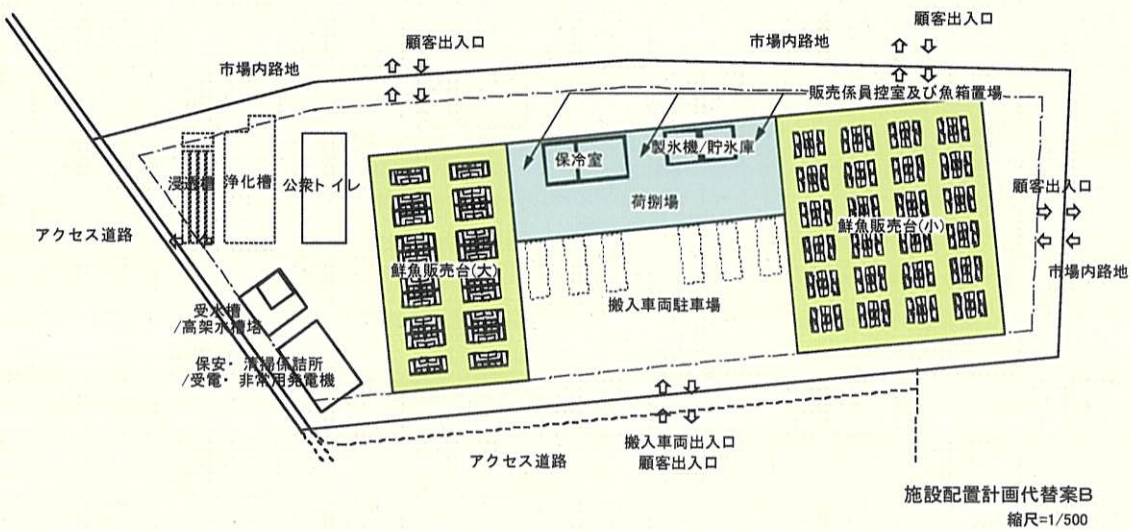 顧客出入口
顧客出入口
市場内路地
市場内路地
販売係員控室及び魚箱置場
保冷室
製氷機/貯氷庫
浸透槽
浄化槽
公衆トイレ
荷捌場
顧客出入口
アクセス道路
鮮魚販売台(大)
鮮魚販売台(小)
市場内路地
搬入車両駐車場
受水槽
/高架水槽塔
保安・清掃係詰所
/受電・非常用発電機
搬入車両出入口
顧客出入口
アクセス道路
施設配置計画代替案B
縮尺=1/500